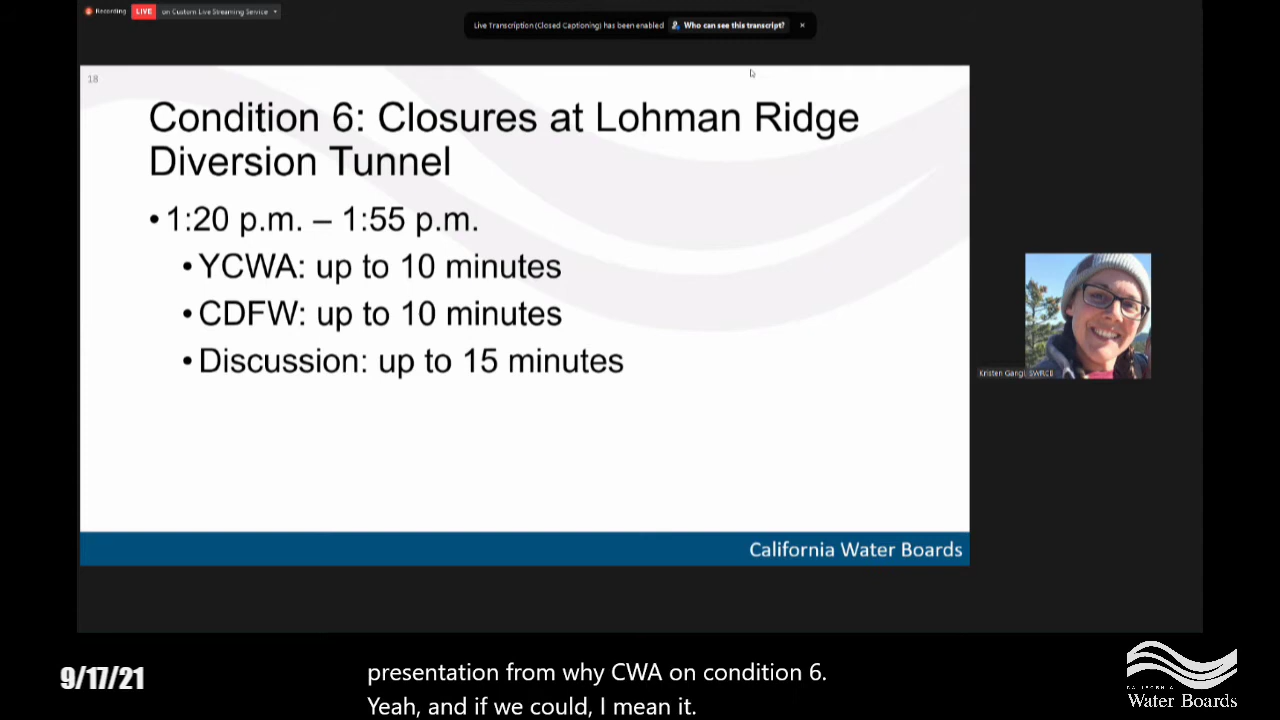 Recording
LIVE
on Custom Live Streaming Service
Live Transcription (Closed Captioning) has been enabled
Who can see this transcript?
18
Condition 6: Closures at Lohman Ridge
Diversion Tunnel
• 1:20 p.m. – 1:55 p.m.
• YCWA: up to 10 minutes
• CDFW: up to 10 minutes
• Discussion: up to 15 minutes
Kristen Gangl, SWRCB
California Water Boards
9/17/21
presentation from why CWA on condition 6.
Yeah, and if we could, I mean it.
CALIFORNIA
Water Boards